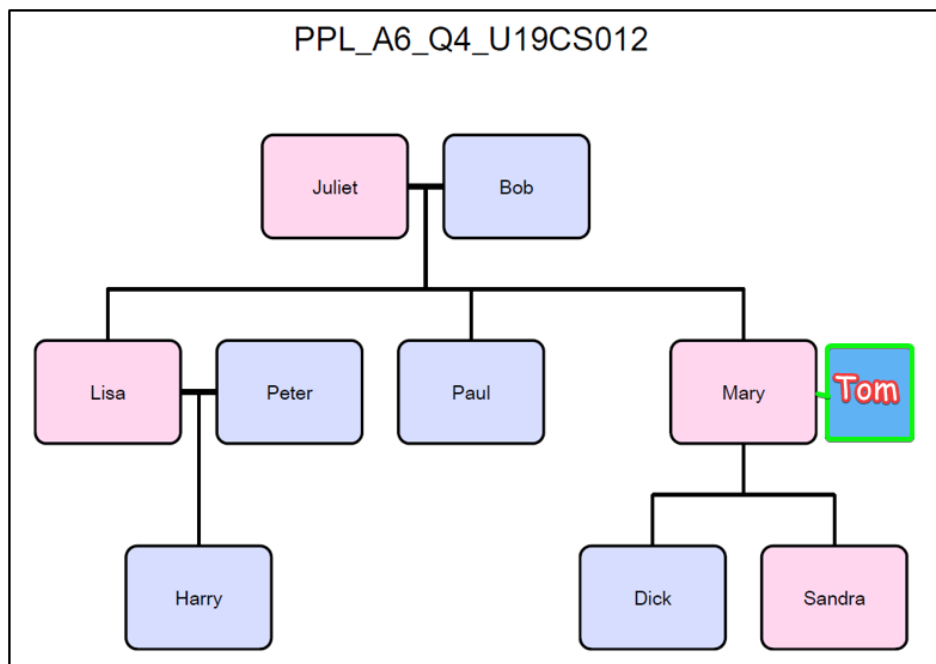 PPL_A6_Q4_U19CS012
Juliet
Bob
Lisa
Peter
Paul
Mary
Tom
Harry
Dick
Sandra